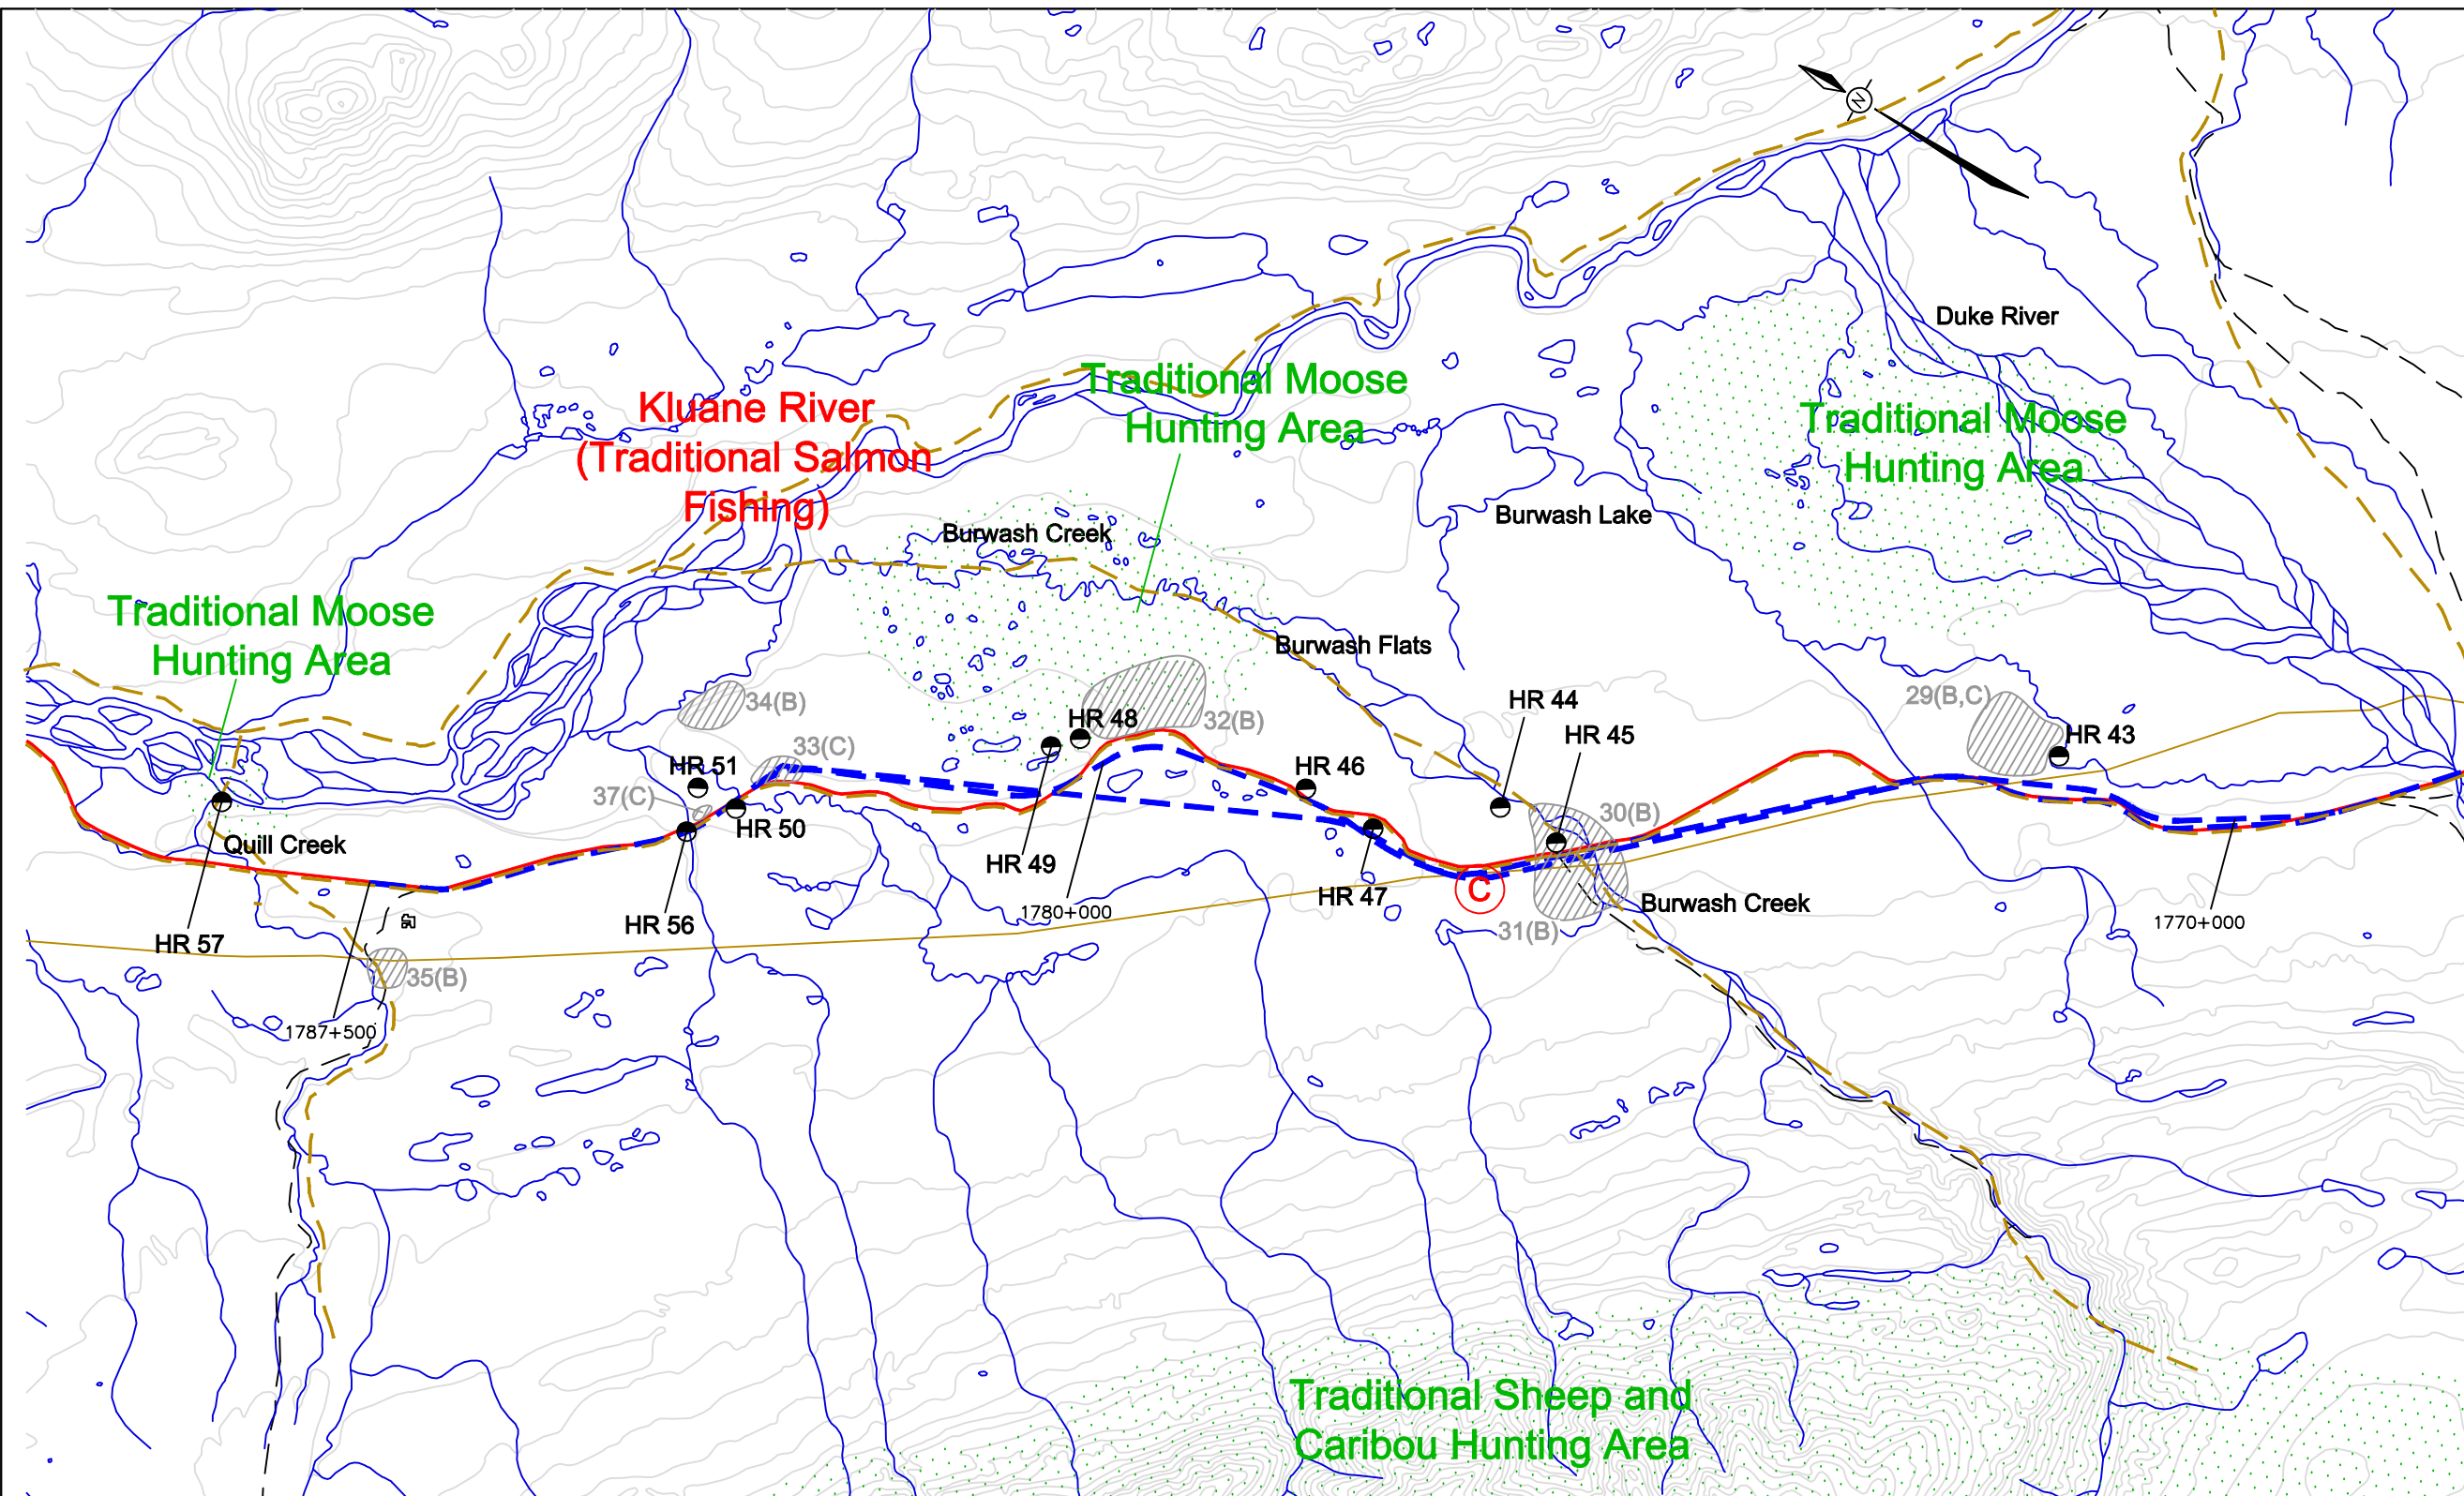 N
Duke River
Traditional Moose
Hunting Area
Kluane River
(Traditional Salmon
Fishing)
Traditional Moose
Hunting Area
Burwash Lake
Burwash Creek
Traditional Moose
Hunting Area
Burwash Flats
34(B)
HR 44
29(B,C)
HR 48
32(B)
HR 45
HR 43
33(C)
HR 51
HR 46
37(C)
30(B)
HR 50
Quill Creek
HR 49
C
HR 47
Burwash Creek
1780+000
HR 56
1770+000
31(B)
HR 57
35(B)
1787+500
Traditional Sheep and
Caribou Hunting Area